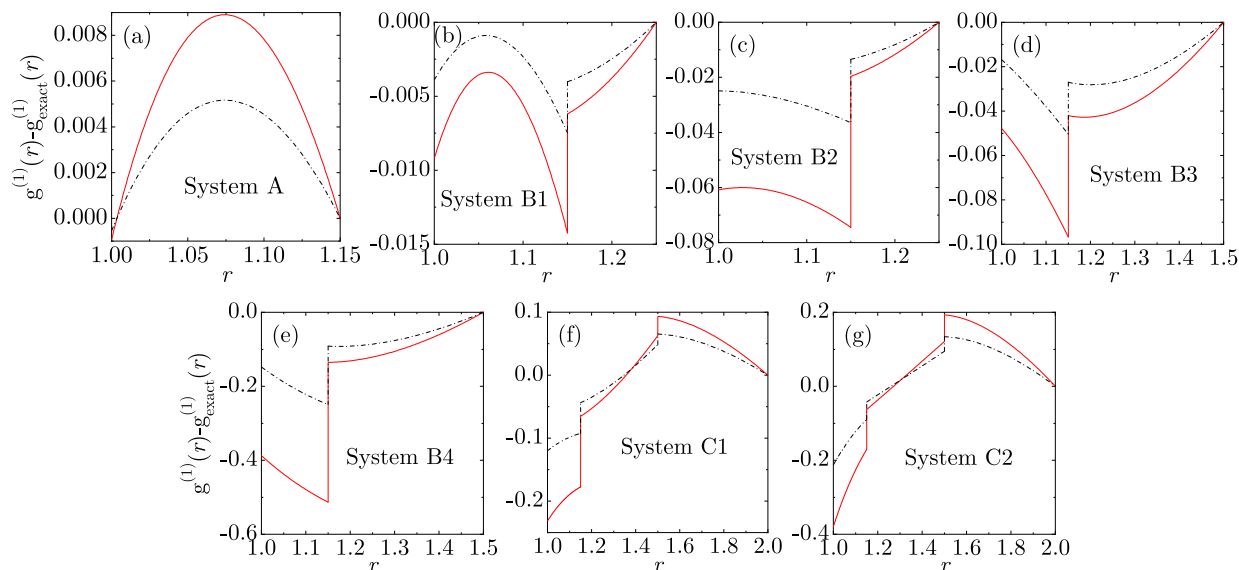 (a)
g^{(1)}(r)-g^{(1)}_{exact}(r)
0.008
0.006
0.004
0.002
0.000
System A
1.00 1.05 1.10 1.15
r
(b)
-0.000
-0.005
-0.010
-0.015
System B1
1.0 1.1 1.2
r
(c)
0.00
-0.02
-0.04
-0.06
-0.08
System B2
1.0 1.1 1.2
r
(d)
0.00
-0.02
-0.04
-0.06
-0.08
-0.10
System B3
1.0 1.1 1.2 1.3 1.4 1.5
r
(e)
g^{(1)}(r)-g^{(1)}_{exact}(r)
0.0
-0.2
-0.4
-0.6
System B4
1.0 1.1 1.2 1.3 1.4 1.5
r
(f)
0.1
0.0
-0.1
-0.2
System C1
1.0 1.2 1.4 1.6 1.8 2.0
r
(g)
0.2
0.0
-0.2
-0.4
System C2
1.0 1.2 1.4 1.6 1.8 2.0
r